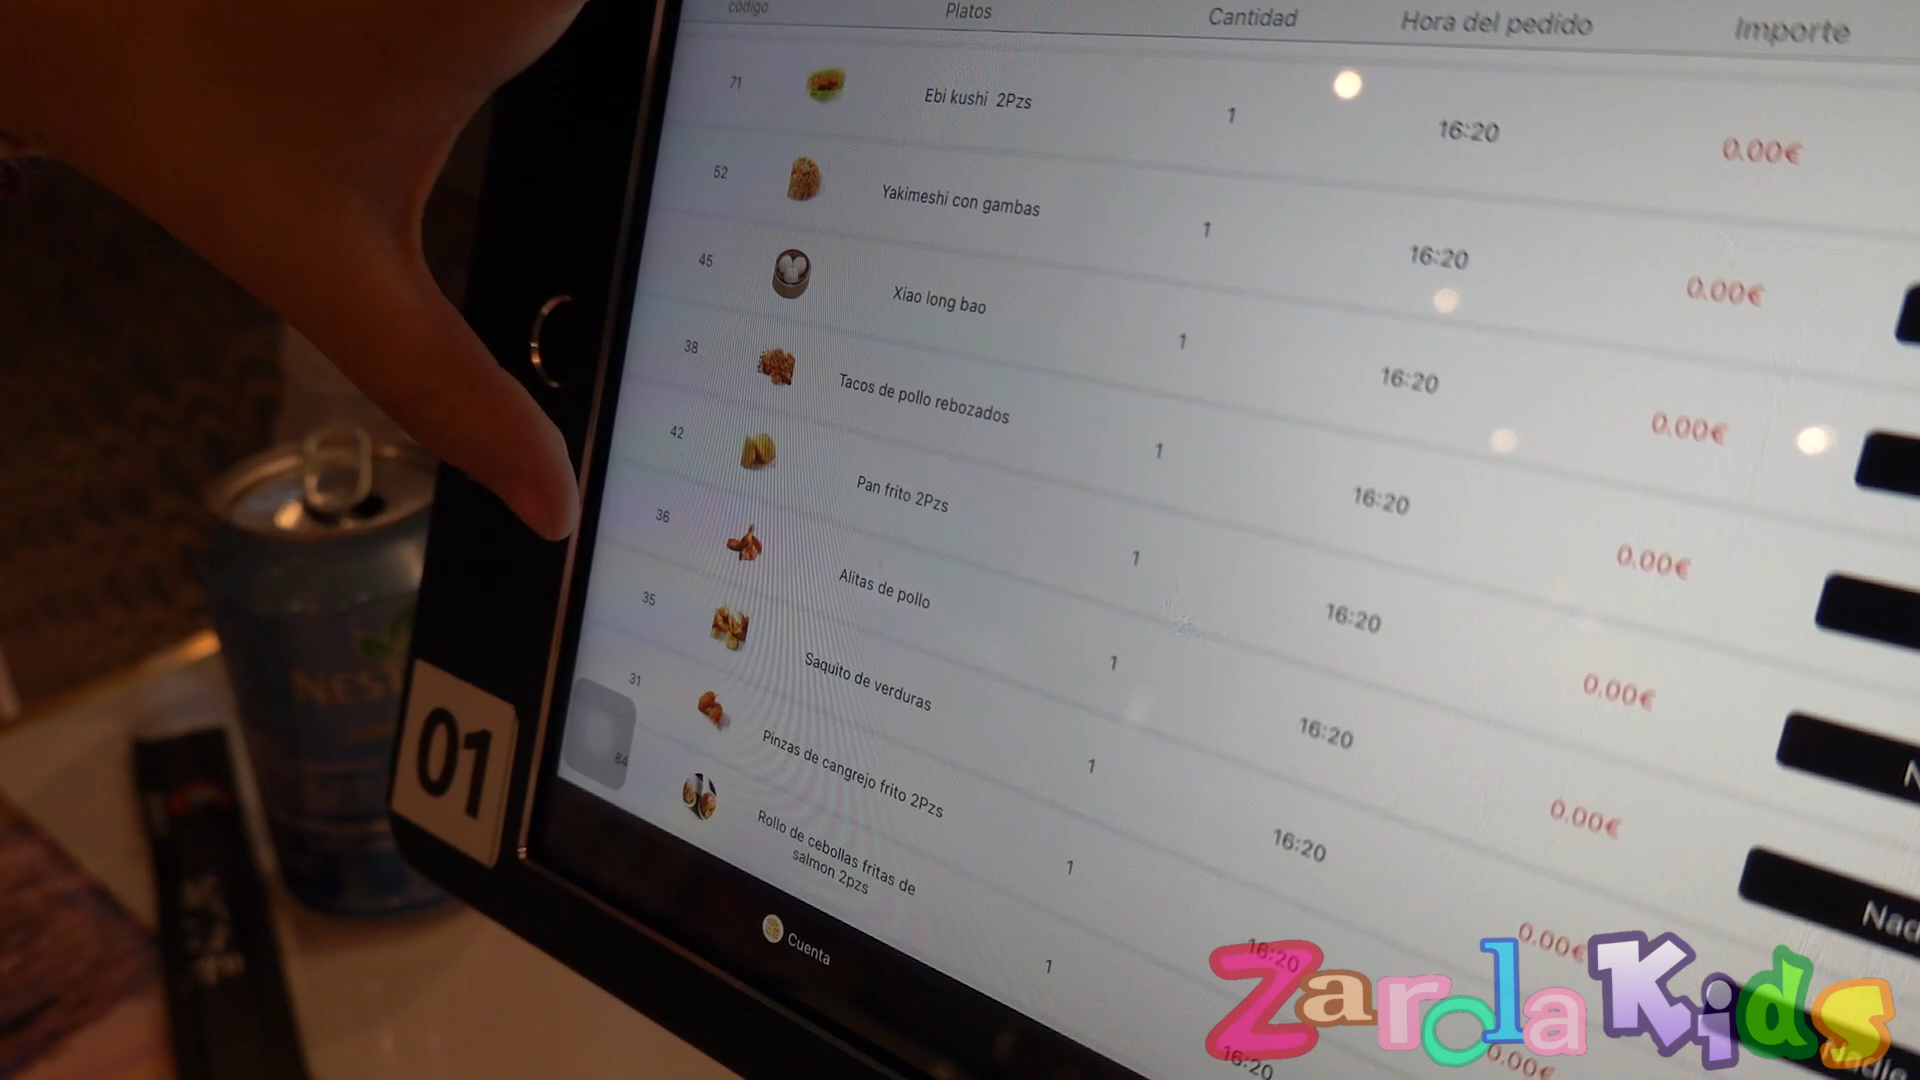 código Platos Cantidad Hora del pedido Importe
71 Ebi kushi 2Pzs 1 16:20 0.00€
52 Yakimeshi con gambas 1 16:20 0.00€
45 Xiao long bao 1 16:20 0.00€
38 Tacos de pollo rebozados 1 16:20 0.00€
42 Pan frito 2Pzs 1 16:20 0.00€
36 Alitas de pollo 1 16:20 0.00€
35 Saquito de verduras 1 16:20 0.00€
31 Pinzas de cangrejo frito 2Pzs 1 16:20 0.00€
84 Rollo de cebollas fritas de
salmon 2pzs 1 16:20
Cuenta
01
ZarolaKids